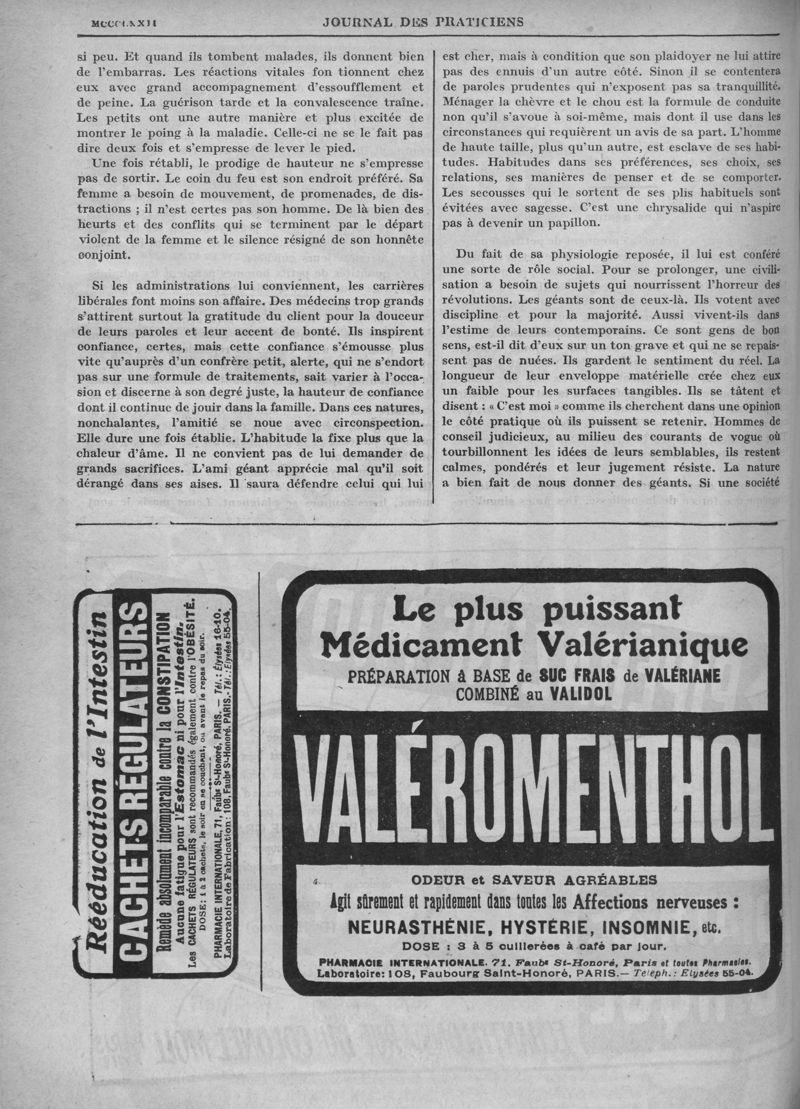 JOURNAL DES PRATICIENS
si peu. Et quand ils tombent malades, ils donnent bien
de l'embarras. Les réactions vitales fon tionnent chez
eux avec grand accompagnement d'essoufflement et
de peine. La guérison tarde et la convalescence traîne.
Les petits ont une autre manière et plus excitée de
montrer le poing à la maladie. Celle-ci ne se le fait pas
dire deux fois et s'empresse de lever le pied.
Une fois rétabli, le prodige de hauteur ne s'empresse
pas de sortir. Le coin du feu est son endroit préféré. Sa
femme a besoin de mouvement, de promenades, de dis-
tractions ; il n'est certes pas son homme. De là bien des
heurts et des conflits qui se terminent par le départ
violent de la femme et le silence résigné de son honnête
conjoint.
Si les administrations lui conviennent, les carrières
libérales font moins son affaire. Des médecins trop grands
s'attirent surtout la gratitude du client pour la douceur
de leurs paroles et leur accent de bonté. Ils inspirent
confiance, certes, mais cette confiance s'émousse plus
vite qu'auprès d'un confrère petit, alerte, qui ne s'endort
pas sur une formule de traitements, sait varier à l'occa-
sion et discerne à son degré juste, la hauteur de confiance
dont il continue de jouir dans la famille. Dans ces natures,
nonchalantes, l'amitié se noue avec circonspection.
Elle dure une fois établie. L'habitude la fixe plus que la
chaleur d'âme. Il ne convient pas de lui demander de
grands sacrifices. L'ami géant apprécie mal qu'il soit
dérangé dans ses aises. Il saura défendre celui qui lui
est cher, mais à condition que son plaidoyer ne lui attire
pas des ennuis d'un autre côté. Sinon il se contentera
de paroles prudentes qui n'exposent pas sa tranquillité.
Ménager la chèvre et le chou est la formule de conduite
non qu'il s'avoue à soi-même, mais dont il use dans les
circonstances qui requièrent un avis de sa part. L'homme
de haute taille, plus qu'un autre, est esclave de ses habi-
tudes. Habitudes dans ses préférences, ses choix, ses
relations, ses manières de penser et de se comporter.
Les secousses qui le sortent de ses plis habituels sont
évitées avec sagesse. C'est une chrysalide qui n'aspire
pas à devenir un papillon.
Du fait de sa physiologie reposée, il lui est conféré
une sorte de rôle social. Pour se prolonger, une civili-
sation a besoin de sujets qui nourrissent l'horreur des
révolutions. Les géants sont de ceux-là. Ils votent avec
discipline et pour la majorité. Aussi vivent-ils dans
l'estime de leurs contemporains. Ce sont gens de bon
sens, est-il dit d'eux sur un ton grave et qui ne se repais-
sent pas de nuées. Ils gardent le sentiment du réel. La
longueur de leur enveloppe matérielle crée chez eux
un faible pour les surfaces tangibles. Ils se tâtent et
disent : « C'est moi » comme ils cherchent dans une opinion
le côté pratique où ils puissent se retenir. Hommes de
conseil judicieux, au milieu des courants de vogue où
tourbillonnent les idées de leurs semblables, ils restent
calmes, pondérés et leur jugement résiste. La nature
a bien fait de nous donner des géants. Si une société
Rééducation de l'Intestin
CACHETS RÉGULATEURS
Remède absolument incomparable contre la CONSTIPATION
Aucune fatigue pour l'Estomac ni pour l'Intestin.
Les CACHETS RÉGULATEURS sont recommandés également contre l'OBÉSITÉ.
DOSE: 1 à 2 cachets, le soir en se couchant, ou avant le repas du soir.
PHARMACIE INTERNATIONALE, 71, Faubg St-Honoré, PARIS. — Tél.: Élysées 16-10.
Laboratoire de Fabrication: 108, Faubg St-Honoré, PARIS.-Tél.: Élysées 55-04.
Le plus puissant
Médicament Valérianique
PRÉPARATION à BASE de SUC FRAIS de VALÉRIANE
COMBINÉ au VALIDOL
VALÉROMENTHOL
ODEUR et SAVEUR AGRÉABLES
Agit sûrement et rapidement dans toutes les Affections nerveuses :
NEURASTHÉNIE, HYSTÉRIE, INSOMNIE, etc.
DOSE : 3 à 5 cuillerées à café par jour.
PHARMACIE INTERNATIONALE. 71, Faubg St-Honoré, Paris et toutes Pharmacies.
Laboratoire: 108, Faubourg Saint-Honoré, PARIS.— Teleph.: Elysées 55-04.